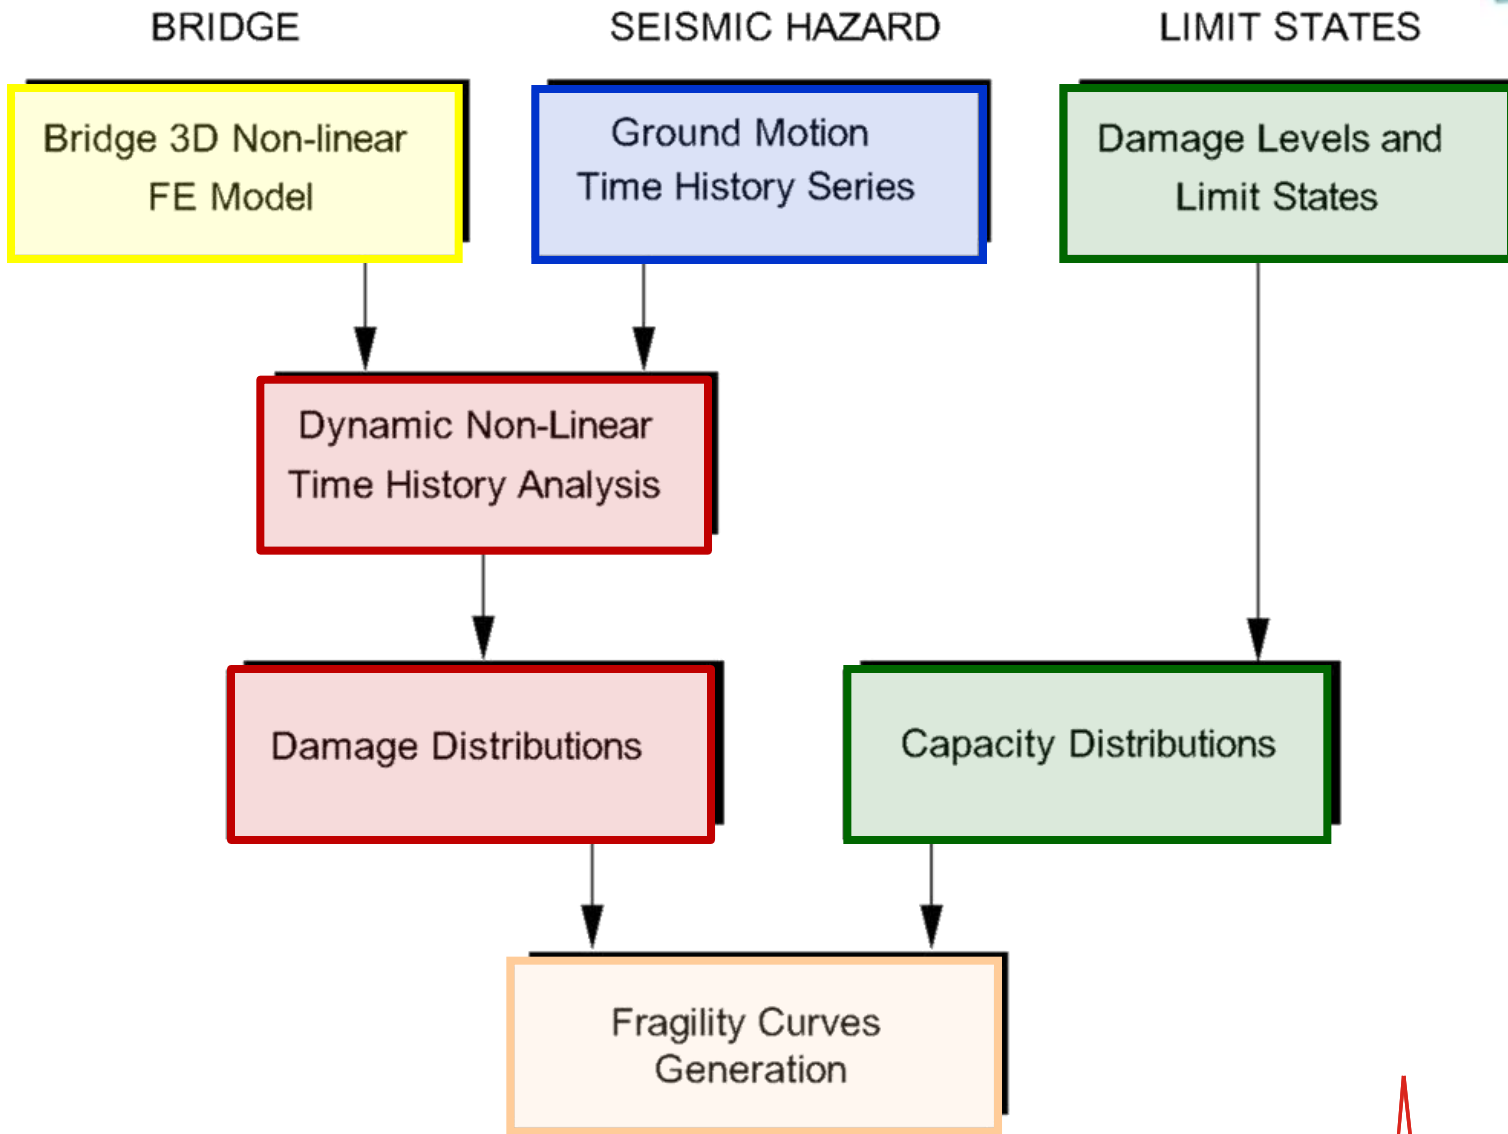 BRIDGE
SEISMIC HAZARD
LIMIT STATES
Bridge 3D Non-linear
FE Model
Ground Motion
Time History Series
Damage Levels and
Limit States
Dynamic Non-Linear
Time History Analysis
Damage Distributions
Capacity Distributions
Fragility Curves
Generation